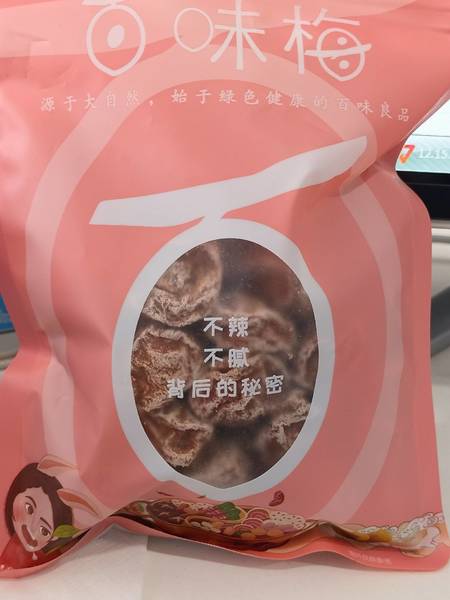 百味梅
源于大自然，始于绿色健康的百味良品
百
不辣
不腻
背后的秘密